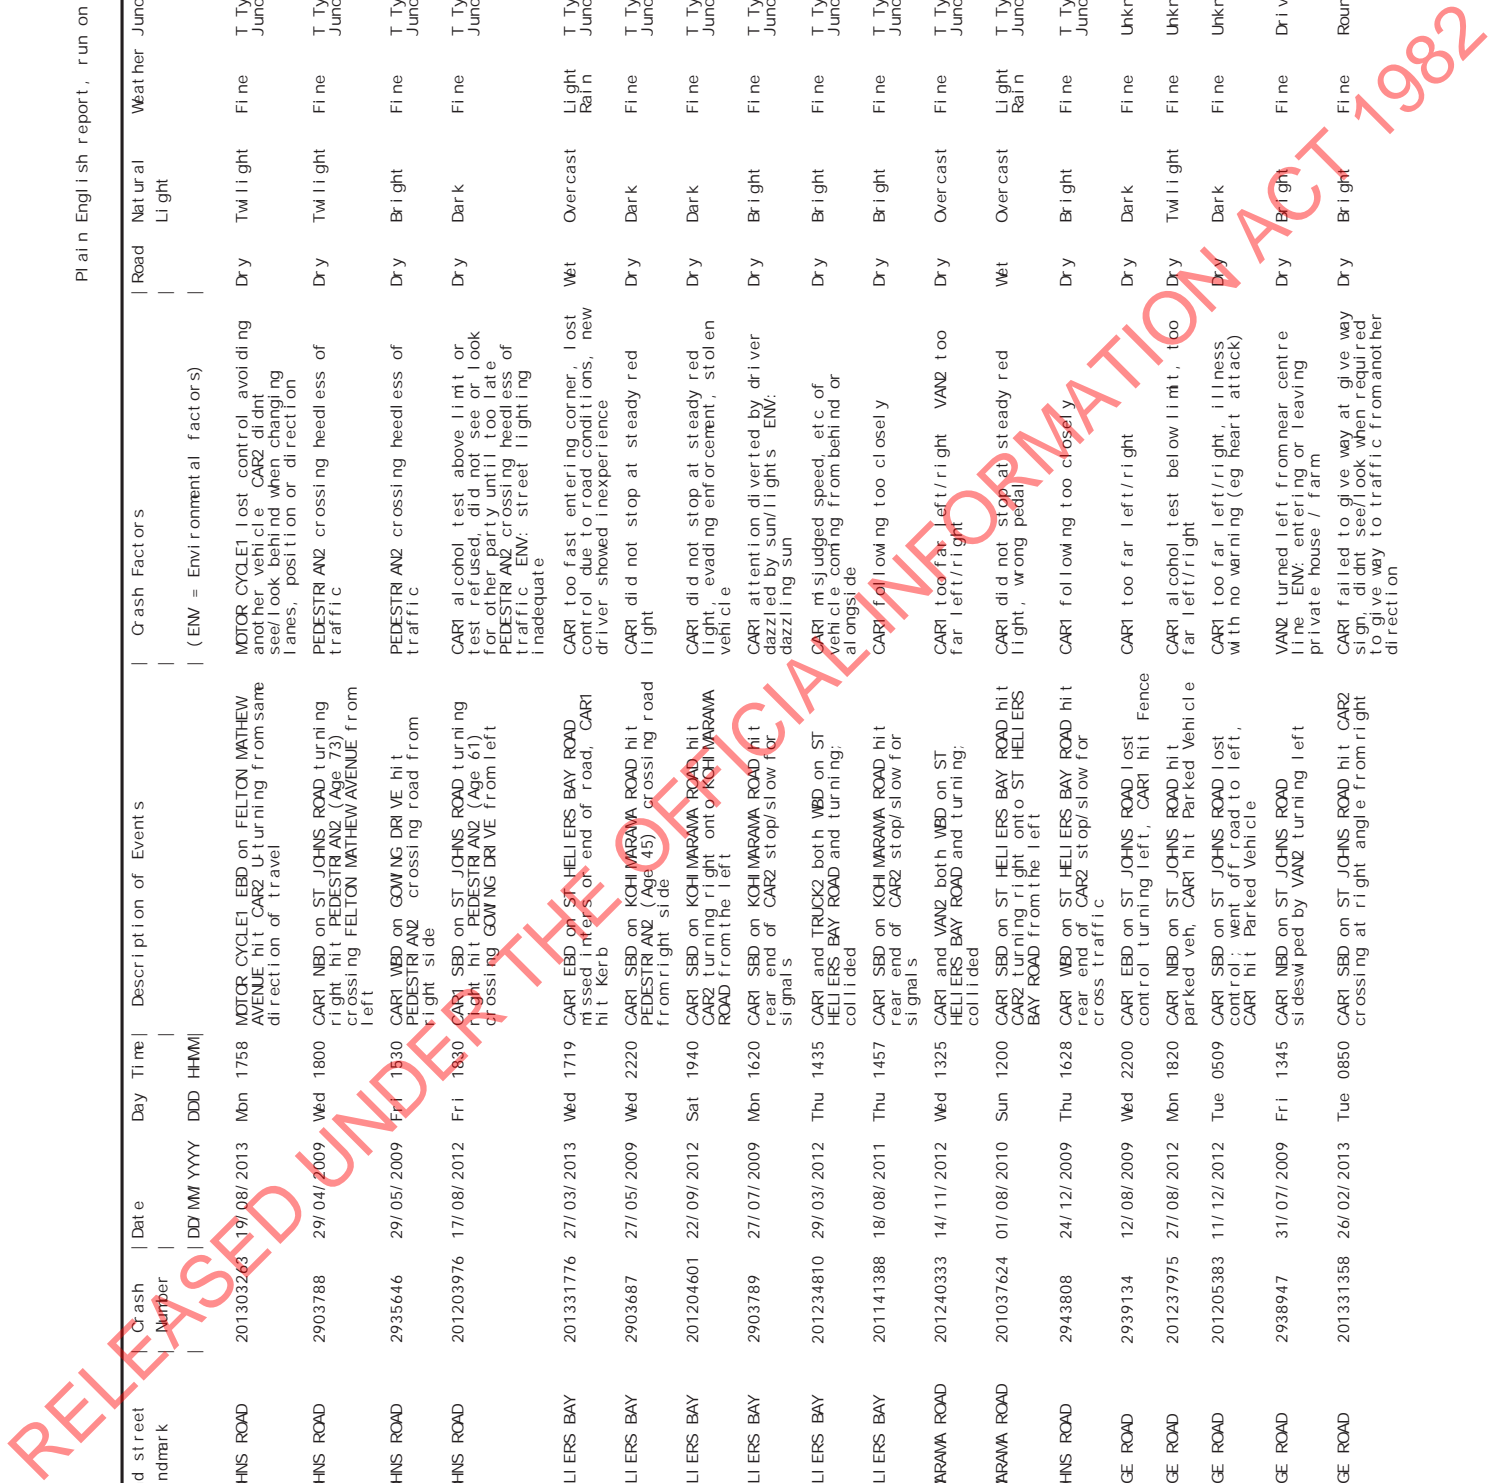 Plain English report, run on
d street | Crash | Date Day Time| Description of Events | Crash Factors |Road Natural Weather Junc
ndmark | Number | | | | Light
| |DD/MM/YYYY DDD HHMM| | (ENV = Environmental factors) |
HNS ROAD 201303263 19/08/2013 Mon 1758 MOTOR CYCLE1 EBD on FELTON MATHEW MOTOR CYCLE1 lost control avoiding Dry Twilight Fine T Ty
AVENUE hit CAR2 U-turning from same another vehicle CAR2 didnt Junc
direction of travel see/look behind when changing
lanes, position or direction
HNS ROAD 2903788 29/04/2009 Wed 1800 CAR1 NBD on ST JOHNS ROAD turning PEDESTRIAN2 crossing heedless of Dry Twilight Fine T Ty
right hit PEDESTRIAN2 (Age 73) traffic Junc
crossing FELTON MATHEW AVENUE from
left
HNS ROAD 2935646 29/05/2009 Fri 1530 CAR1 WBD on GOWING DRIVE hit PEDESTRIAN2 crossing heedless of Dry Bright Fine T Ty
PEDESTRIAN2 crossing road from traffic Junc
right side
HNS ROAD 201203976 17/08/2012 Fri 1830 CAR1 SBD on ST JOHNS ROAD turning CAR1 alcohol test above limit or Dry Dark Fine T Ty
right hit PEDESTRIAN2 (Age 61) test refused, did not see or look Junc
crossing GOWING DRIVE from left for other party until too late
PEDESTRIAN2 crossing heedless of
traffic ENV: street lighting
inadequate
LIERS BAY 201331776 27/03/2013 Wed 1719 CAR1 EBD on ST HELIERS BAY ROAD CAR1 too fast entering corner, lost Wet Overcast Light T Ty
missed inters or end of road, CAR1 control due to road conditions, new Rain Junc
hit Kerb driver showed inexperience
LIERS BAY 2903687 27/05/2009 Wed 2220 CAR1 SBD on KOHIMARAMA ROAD hit CAR1 did not stop at steady red Dry Dark Fine T Ty
PEDESTRIAN2 (Age 45) crossing road light Junc
from right side
LIERS BAY 201204601 22/09/2012 Sat 1940 CAR1 SBD on KOHIMARAMA ROAD hit CAR1 did not stop at steady red Dry Dark Fine T Ty
CAR2 turning right onto KOHIMARAMA light, evading enforcement, stolen Junc
ROAD from the left vehicle
LIERS BAY 2903789 27/07/2009 Mon 1620 CAR1 SBD on KOHIMARAMA ROAD hit CAR1 attention diverted by driver Dry Bright Fine T Ty
rear end of CAR2 stop/slow for dazzled by sun/lights ENV: Junc
signals dazzling sun
LIERS BAY 201234810 29/03/2012 Thu 1435 CAR1 and TRUCK2 both WBD on ST CAR1 misjudged speed, etc of Dry Bright Fine T Ty
HELIERS BAY ROAD and turning; vehicle coming from behind or Junc
collided alongside
LIERS BAY 201141388 18/08/2011 Thu 1457 CAR1 SBD on KOHIMARAMA ROAD hit CAR1 following too closely Dry Bright Fine T Ty
rear end of CAR2 stop/slow for Junc
signals
ARAMA ROAD 201240333 14/11/2012 Wed 1325 CAR1 and VAN2 both WBD on ST CAR1 too far left/right VAN2 too Dry Overcast Fine T Ty
HELIERS BAY ROAD and turning; far left/right Junc
collided
ARAMA ROAD 201037624 01/08/2010 Sun 1200 CAR1 SBD on ST HELIERS BAY ROAD hit CAR1 did not stop at steady red Wet Overcast Light T Ty
CAR2 turning right onto ST HELIERS light, wrong pedal Rain Junc
BAY ROAD from the left
HNS ROAD 2943808 24/12/2009 Thu 1628 CAR1 WBD on ST HELIERS BAY ROAD hit CAR1 following too closely Dry Bright Fine T Ty
rear end of CAR2 stop/slow for Junc
cross traffic
GE ROAD 2939134 12/08/2009 Wed 2200 CAR1 EBD on ST JOHNS ROAD lost CAR1 too far left/right Dry Dark Fine Unkn
control turning left, CAR1 hit Fence
GE ROAD 201237975 27/08/2012 Mon 1820 CAR1 NBD on ST JOHNS ROAD hit CAR1 alcohol test below limit, too Dry Twilight Fine Unkn
parked veh, CAR1 hit Parked Vehicle far left/right
GE ROAD 201205383 11/12/2012 Tue 0509 CAR1 SBD on ST JOHNS ROAD lost CAR1 too far left/right, illness Dry Dark Fine Unkn
control; went off road to left, with no warning (eg heart attack)
CAR1 hit Parked Vehicle
GE ROAD 2938947 31/07/2009 Fri 1345 CAR1 NBD on ST JOHNS ROAD VAN2 turned left from near centre Dry Bright Fine Driv
sideswiped by VAN2 turning left line ENV: entering or leaving
private house / farm
GE ROAD 201331358 26/02/2013 Tue 0850 CAR1 SBD on ST JOHNS ROAD hit CAR2 CAR1 failed to give way at give way Dry Bright Fine Roun
crossing at right angle from right sign, didnt see/look when required
to give way to traffic from another
direction
RELEASED UNDER THE OFFICIAL INFORMATION ACT 1982